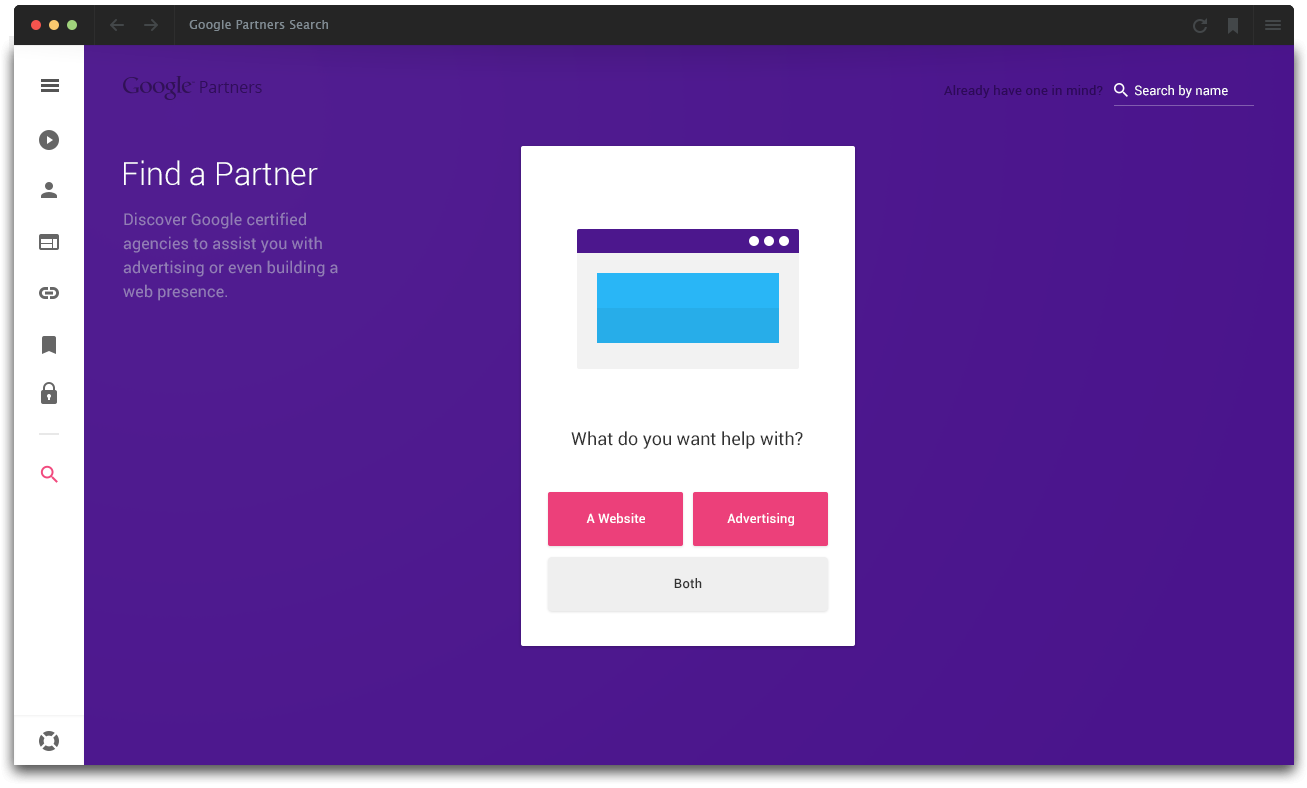 Google Partners Search
Google Partners
Already have one in mind?
Search by name
Find a Partner
Discover Google certified
agencies to assist you with
advertising or even building a
web presence.
What do you want help with?
A Website
Advertising
Both